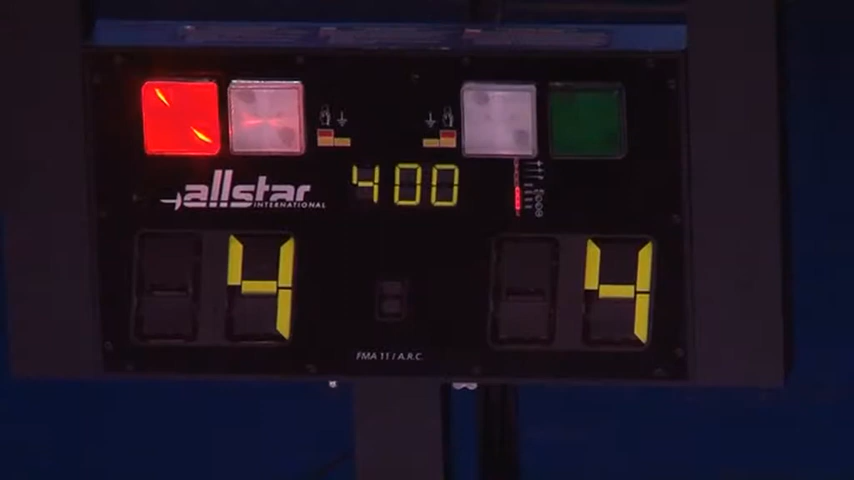 400
allstar
INTERNATIONAL
4 4
FMA 11 / A.R.C.